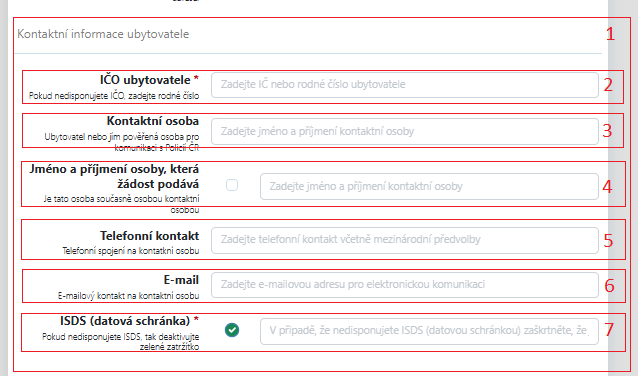 Kontaktní informace ubytovatele
1
IČO ubytovatele *
Pokud nedisponujete IČO, zadejte rodné číslo
Zadejte IČ nebo rodné číslo ubytovatele
2
Kontaktní osoba
Ubytovatel nebo jím pověřená osoba pro
komunikaci s Policií ČR
Zadejte jméno a příjmení kontaktní osoby
3
Jméno a příjmení osoby, která
žádost podává
Je tato osoba současně osobou kontaktní
osobou
Zadejte jméno a příjmení kontaktní osoby
4
Telefonní kontakt
Telefonní spojení na kontatkní osobu
Zadejte telefonní kontakt včetně mezinárodní předvolby
5
E-mail
E-mailový kontakt na kontaktní osobu
Zadejte e-mailovou adresu pro elektronickou komunikaci
6
ISDS (datová schránka) *
Pokud nedisponujete ISDS, tak deaktivujte
zelené zatržítko
V případě, že nedisponujete ISDS (datovou schránkou) zaškrtněte, že
7